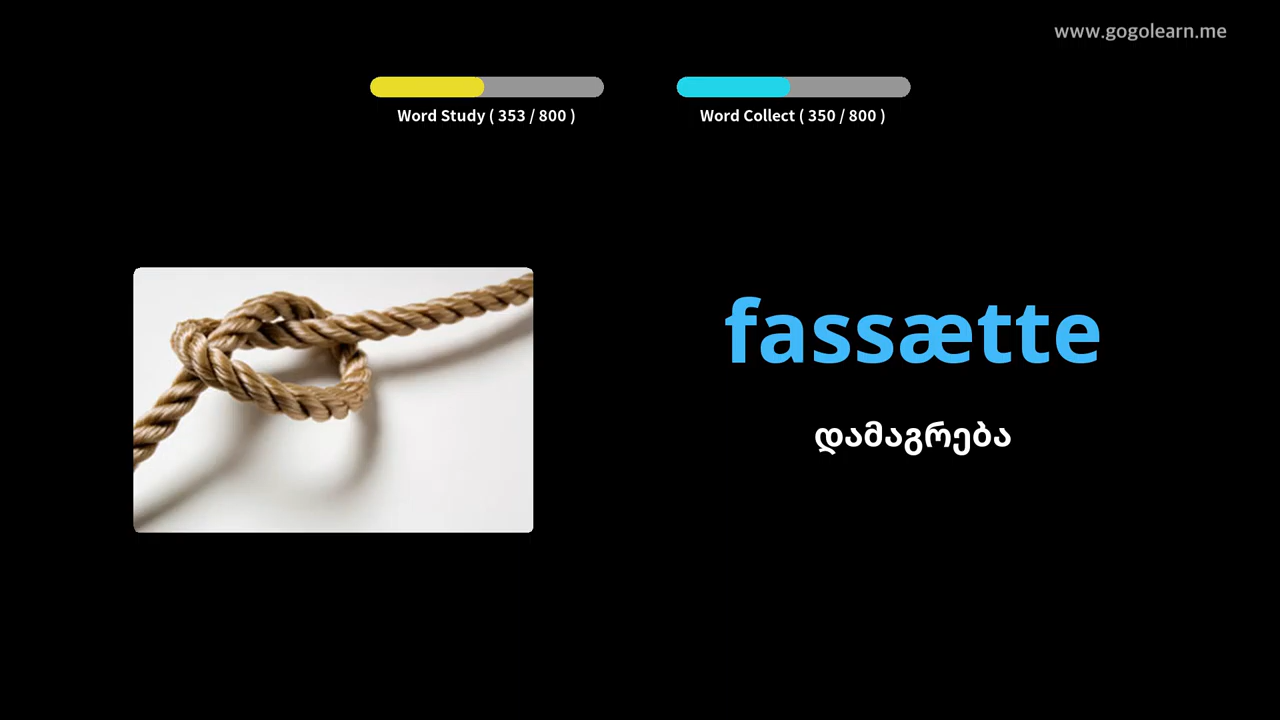 www.gogolearn.me
Word Study ( 353 / 800 )
Word Collect ( 350 / 800 )
fassætte
დამაგრება